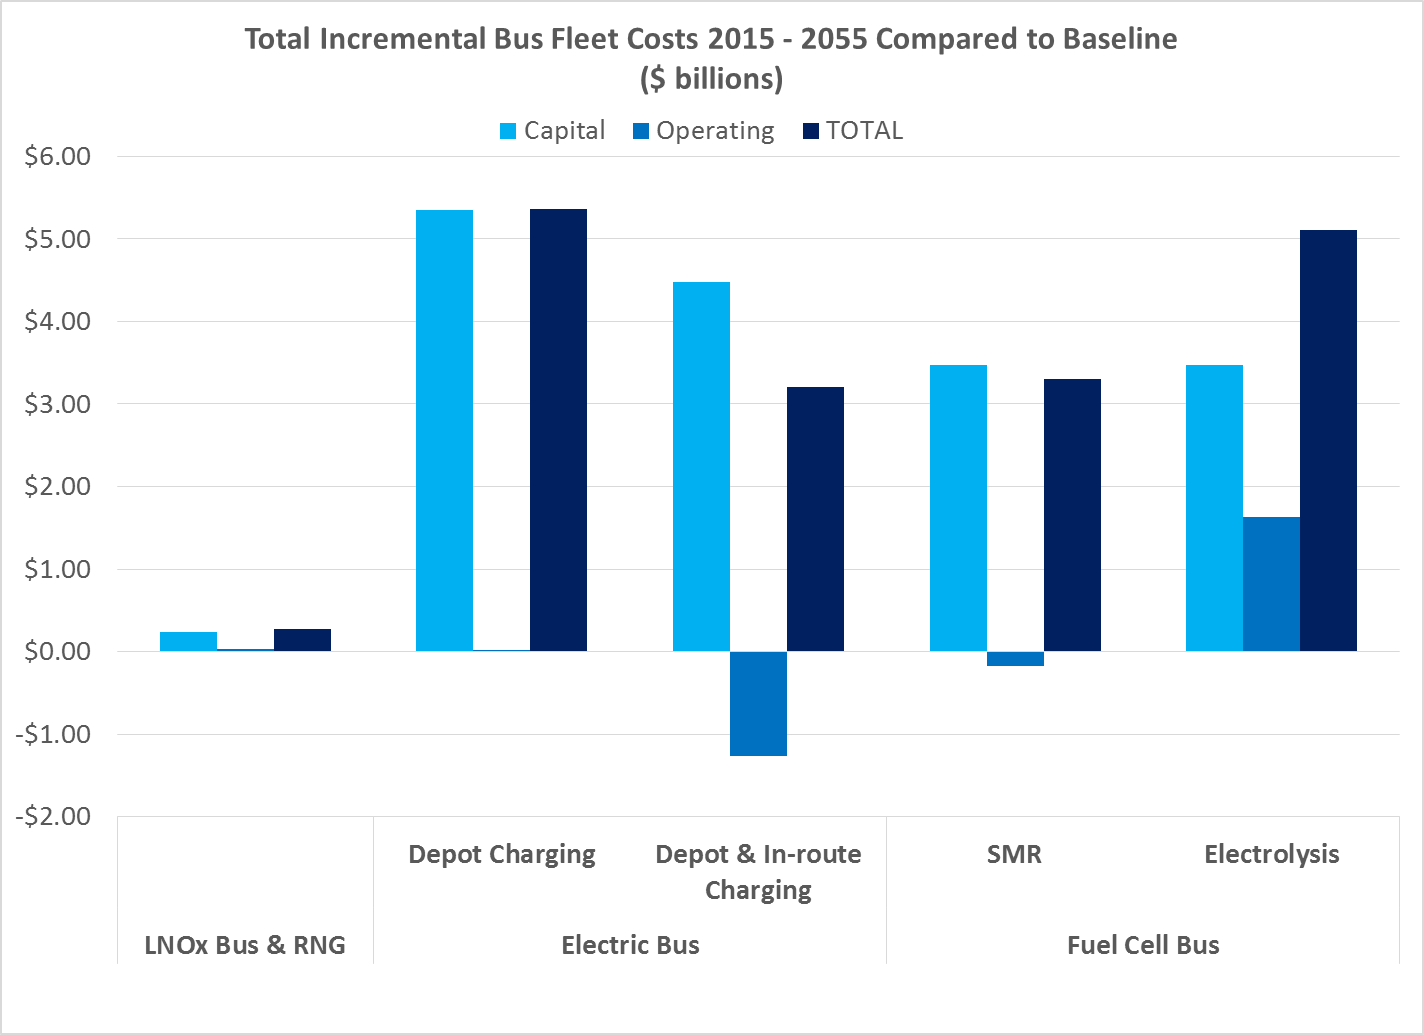 Total Incremental Bus Fleet Costs 2015 - 2055 Compared to Baseline
($ billions)
Capital Operating TOTAL
$6.00
$5.00
$4.00
$3.00
$2.00
$1.00
$0.00
-$1.00
-$2.00
Depot Charging Depot & In-route SMR Electrolysis
Charging
LNOx Bus & RNG Electric Bus Fuel Cell Bus